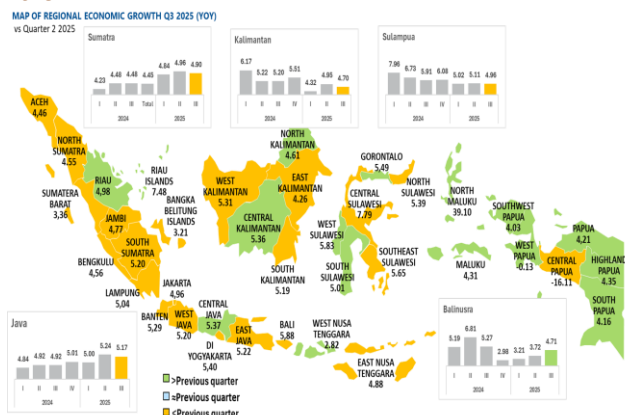 MAP OF REGIONAL ECONOMIC GROWTH Q3 2025 (YOY)
vs Quarter 2 2025
Sumatra
4.23 4.48 4.48 4.45 4.84 4.96 4.90
I II III Total I II III
2024 2025
Kalimantan
6.17 5.22 5.20 5.51 4.32 4.95 4.70
I II III IV I II III
2024 2025
Sulampua
7.96 6.73 5.91 6.08 5.02 5.11 4.96
I II III IV I II III
2024 2025
ACEH
4,46
NORTH
SUMATRA
4.55
RIAU
4,98
RIAU
ISLANDS
7.48
SUMATERA
BARAT
3,36
JAMBI
4,77
BANGKA
BELITUNG
ISLANDS
3.21
SOUTH
SUMATRA
5.20
BENGKULU
4,56
LAMPUNG
5,04
NORTH
KALIMANTAN
4.61
WEST
KALIMANTAN
5.31
EAST
KALIMANTAN
4.26
CENTRAL
KALIMANTAN
5.36
SOUTH
KALIMANTAN
5.19
GORONTALO
5,49
NORTH
SULAWESI
5.39
CENTRAL
SULAWESI
7.79
WEST
SULAWESI
5.83
SOUTH
SULAWESI
5.01
SOUTHEAST
SULAWESI
5.65
NORTH
MALUKU
39.10
MALUKU
4,31
SOUTHWEST
PAPUA
4.03
WEST
PAPUA
-0.13
CENTRAL
PAPUA
-16.11
PAPUA
4,21
HIGHLAND
PAPUA
4.35
SOUTH
PAPUA
4.16
JAKARTA
4,96
BANTEN
5,29
WEST
JAVA
5.20
CENTRAL
JAVA
5.37
DI
YOGYAKARTA
5,40
EAST
JAVA
5.22
BALI
5,88
WEST NUSA
TENGGARA
2.82
EAST NUSA
TENGGARA
4.88
Java
4.84 4.92 4.92 5.01 5.00 5.24 5.17
I II III IV I II III
2024 2025
Balinusra
5.19 6.81 5.27 2.98 3.21 3.72 4.71
I II III IV I II III
2024 2025
>Previous quarter
=Previous quarter
<Previous quarter